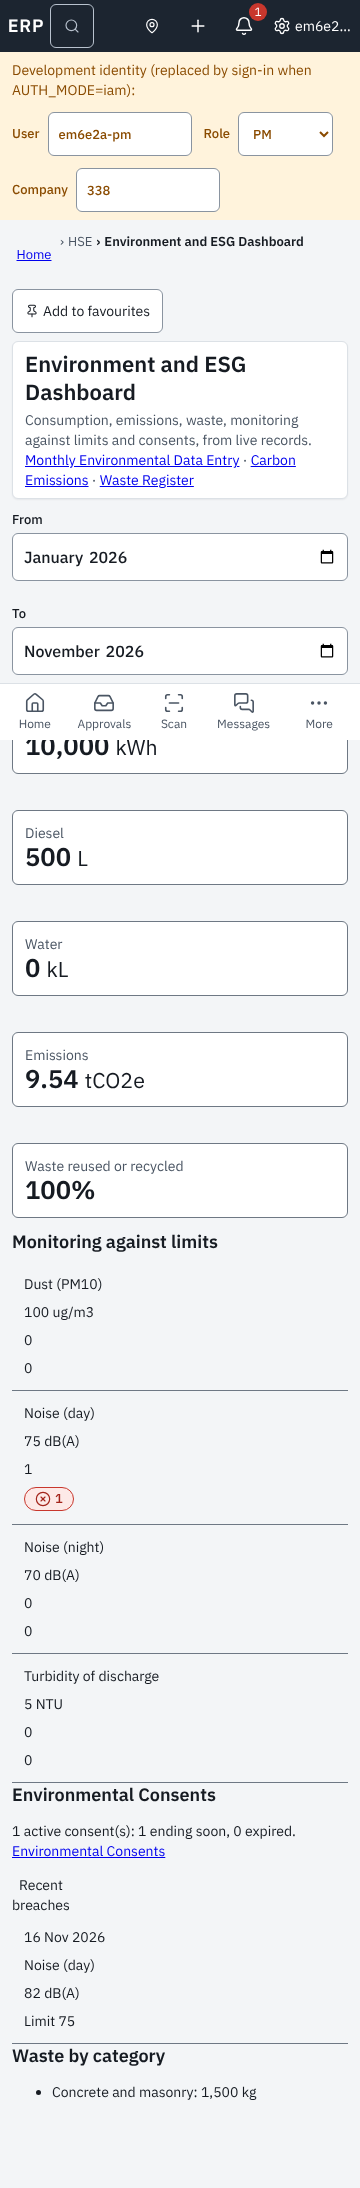 ERP
1
em6e2...
Development identity (replaced by sign-in when
AUTH_MODE=iam):
User em6e2a-pm Role PM
Company 338
Home › HSE › Environment and ESG Dashboard
Add to favourites
Environment and ESG
Dashboard
Consumption, emissions, waste, monitoring
against limits and consents, from live records.
Monthly Environmental Data Entry · Carbon
Emissions · Waste Register
From
January 2026
To
November 2026
Home Approvals Scan Messages More
10,000 kWh
Diesel
500 L
Water
0 kL
Emissions
9.54 tCO2e
Waste reused or recycled
100%
Monitoring against limits
Dust (PM10)
100 ug/m3
0
0
Noise (day)
75 dB(A)
1
1
Noise (night)
70 dB(A)
0
0
Turbidity of discharge
5 NTU
0
0
Environmental Consents
1 active consent(s): 1 ending soon, 0 expired.
Environmental Consents
Recent
breaches
16 Nov 2026
Noise (day)
82 dB(A)
Limit 75
Waste by category
• Concrete and masonry: 1,500 kg